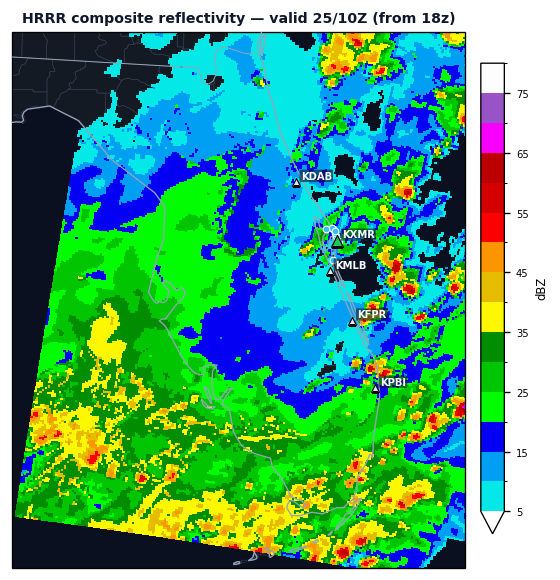 HRRR composite reflectivity — valid 25/10Z (from 18z)
KDAB
KXMR
KMLB
KFPR
KPBI
75
65
55
45
35
25
15
5
dBZ